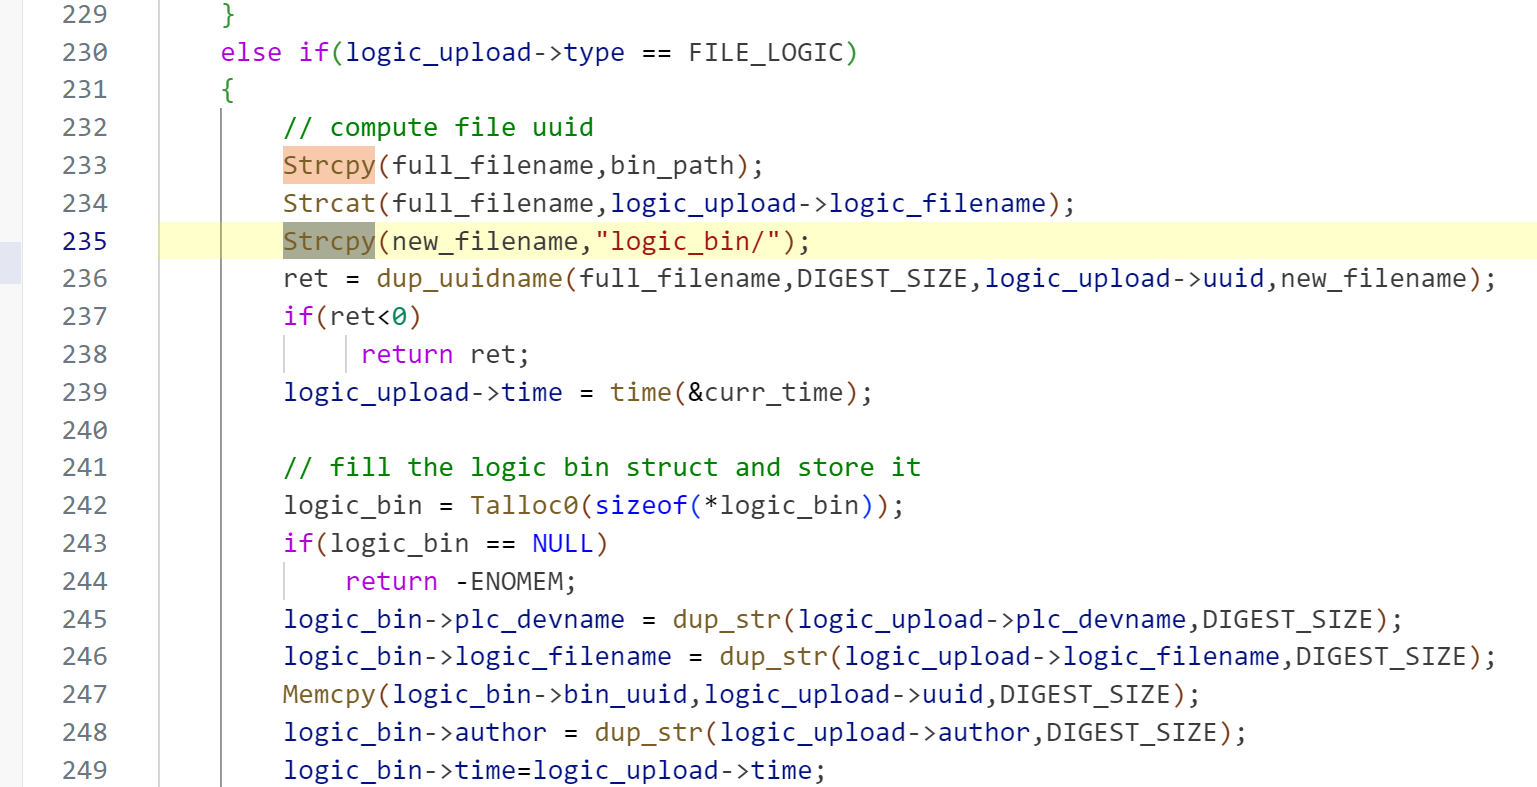 229 }
230 else if(logic_upload->type == FILE_LOGIC)
231 {
232 // compute file uuid
233 Strcpy(full_filename,bin_path);
234 Strcat(full_filename,logic_upload->logic_filename);
235 Strcpy(new_filename,"logic_bin/");
236 ret = dup_uuidname(full_filename,DIGEST_SIZE,logic_upload->uuid,new_filename);
237 if(ret<0)
238 return ret;
239 logic_upload->time = time(&curr_time);
240
241 // fill the logic bin struct and store it
242 logic_bin = Talloc0(sizeof(*logic_bin));
243 if(logic_bin == NULL)
244 return -ENOMEM;
245 logic_bin->plc_devname = dup_str(logic_upload->plc_devname,DIGEST_SIZE);
246 logic_bin->logic_filename = dup_str(logic_upload->logic_filename,DIGEST_SIZE);
247 Memcpy(logic_bin->bin_uuid,logic_upload->uuid,DIGEST_SIZE);
248 logic_bin->author = dup_str(logic_upload->author,DIGEST_SIZE);
249 logic_bin->time=logic_upload->time;